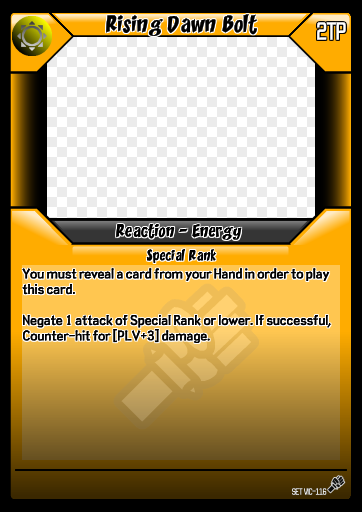 Rising Dawn Bolt
2TP
Reaction - Energy
Special Rank
You must reveal a card from your Hand in order to play
this card.
Negate 1 attack of Special Rank or lower. If successful,
Counter-hit for [PLV+3] damage.
SET VIC-116